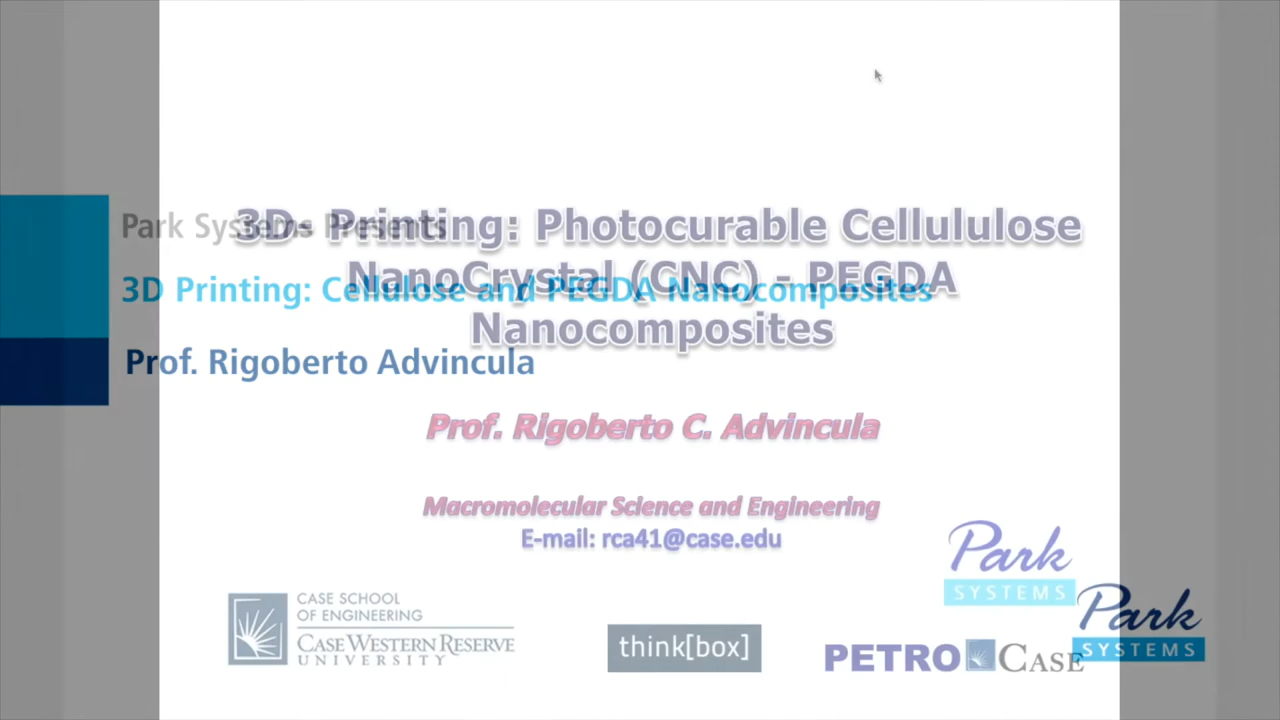 Park Systems Presents
3D- Printing: Photocurable Cellululose
NanoCrystal (CNC) - PEGDA
3D Printing: Cellulose and PEGDA Nanocomposites
Nanocomposites
Prof. Rigoberto Advincula
Prof. Rigoberto C. Advincula
Macromolecular Science and Engineering
E-mail: rca41@case.edu
Park
SYSTEMS
CASE SCHOOL
OF ENGINEERING
CASE WESTERN RESERVE
UNIVERSITY
think[box]
PETRO CASE
Park
SYSTEMS